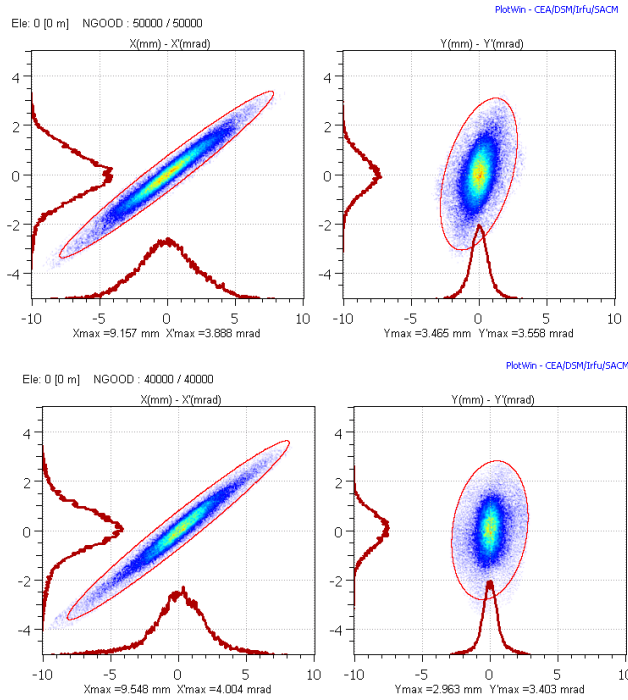 PlotWin - CEA/DSM/Irfu/SACM
Ele: 0 [0 m] NGOOD : 50000 / 50000
X(mm) - X'(mrad) Y(mm) - Y'(mrad)
4 4
2 2
0 0
-2 -2
-4 -4
-10 -5 0 5 10 -10 -5 0 5 10
Xmax =9.157 mm X'max=3.888 mrad Ymax =3.465 mm Y'max=3.558 mrad
PlotWin - CEA/DSM/Irfu/SACM
Ele: 0 [0 m] NGOOD : 40000 / 40000
X(mm) - X'(mrad) Y(mm) - Y'(mrad)
4 4
2 2
0 0
-2 -2
-4 -4
-10 -5 0 5 10 -10 -5 0 5 10
Xmax =9.548 mm X'max=4.004 mrad Ymax =2.963 mm Y'max=3.403 mrad